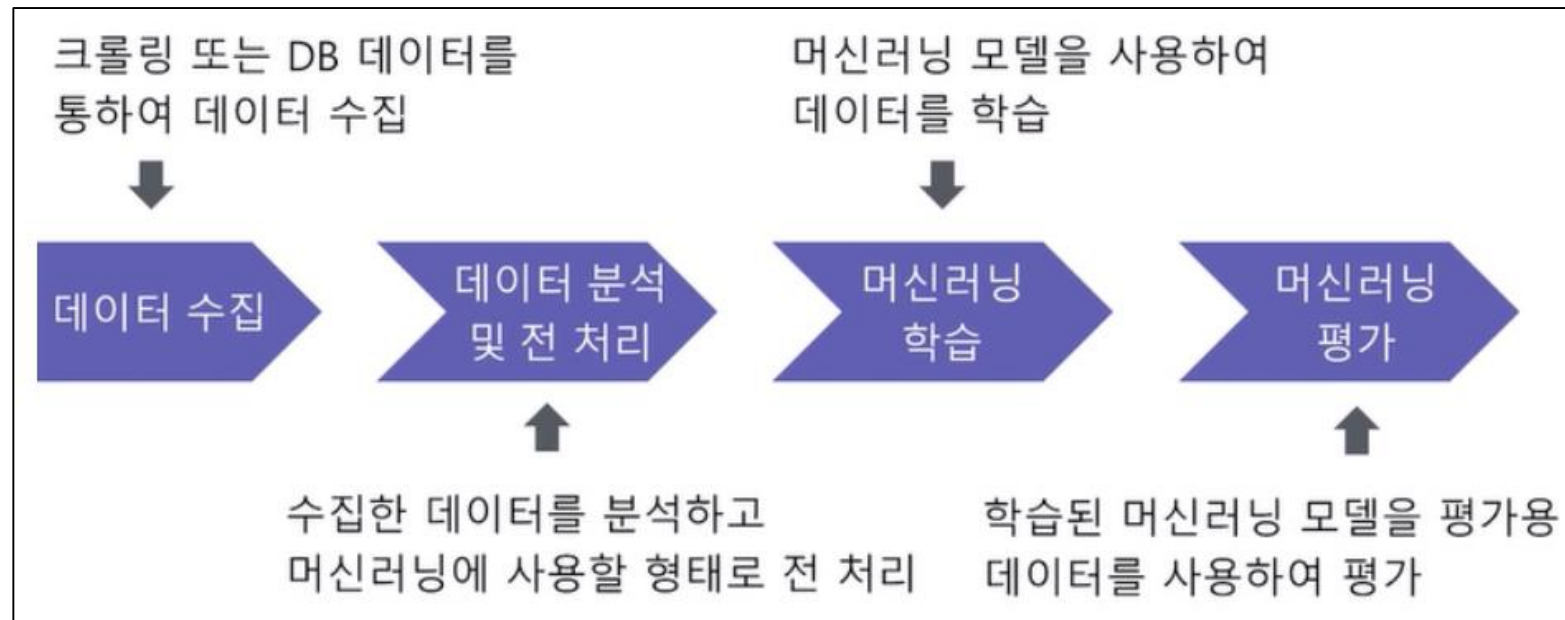 크롤링 또는 DB 데이터를
통하여 데이터 수집
머신러닝 모델을 사용하여
데이터를 학습
데이터 수집
데이터 분석
및 전 처리
머신러닝
학습
머신러닝
평가
수집한 데이터를 분석하고
머신러닝에 사용할 형태로 전 처리
학습된 머신러닝 모델을 평가용
데이터를 사용하여 평가